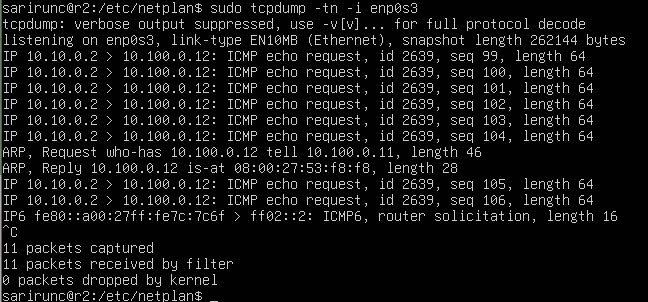 sarirunc@r2:/etc/netplan$ sudo tcpdump -tn -i enp0s3
tcpdump: verbose output suppressed, use -v[v]... for full protocol decode
listening on enp0s3, link-type EN10MB (Ethernet), snapshot length 262144 bytes
IP 10.10.0.2 > 10.100.0.12: ICMP echo request, id 2639, seq 99, length 64
IP 10.10.0.2 > 10.100.0.12: ICMP echo request, id 2639, seq 100, length 64
IP 10.10.0.2 > 10.100.0.12: ICMP echo request, id 2639, seq 101, length 64
IP 10.10.0.2 > 10.100.0.12: ICMP echo request, id 2639, seq 102, length 64
IP 10.10.0.2 > 10.100.0.12: ICMP echo request, id 2639, seq 103, length 64
IP 10.10.0.2 > 10.100.0.12: ICMP echo request, id 2639, seq 104, length 64
ARP, Request who-has 10.100.0.12 tell 10.100.0.11, length 46
ARP, Reply 10.100.0.12 is-at 08:00:27:53:f8:f8, length 28
IP 10.10.0.2 > 10.100.0.12: ICMP echo request, id 2639, seq 105, length 64
IP 10.10.0.2 > 10.100.0.12: ICMP echo request, id 2639, seq 106, length 64
IP6 fe80::a00:27ff:fe7c:7c6f > ff02::2: ICMP6, router solicitation, length 16
^C
11 packets captured
11 packets received by filter
0 packets dropped by kernel
sarirunc@r2:/etc/netplan$ _